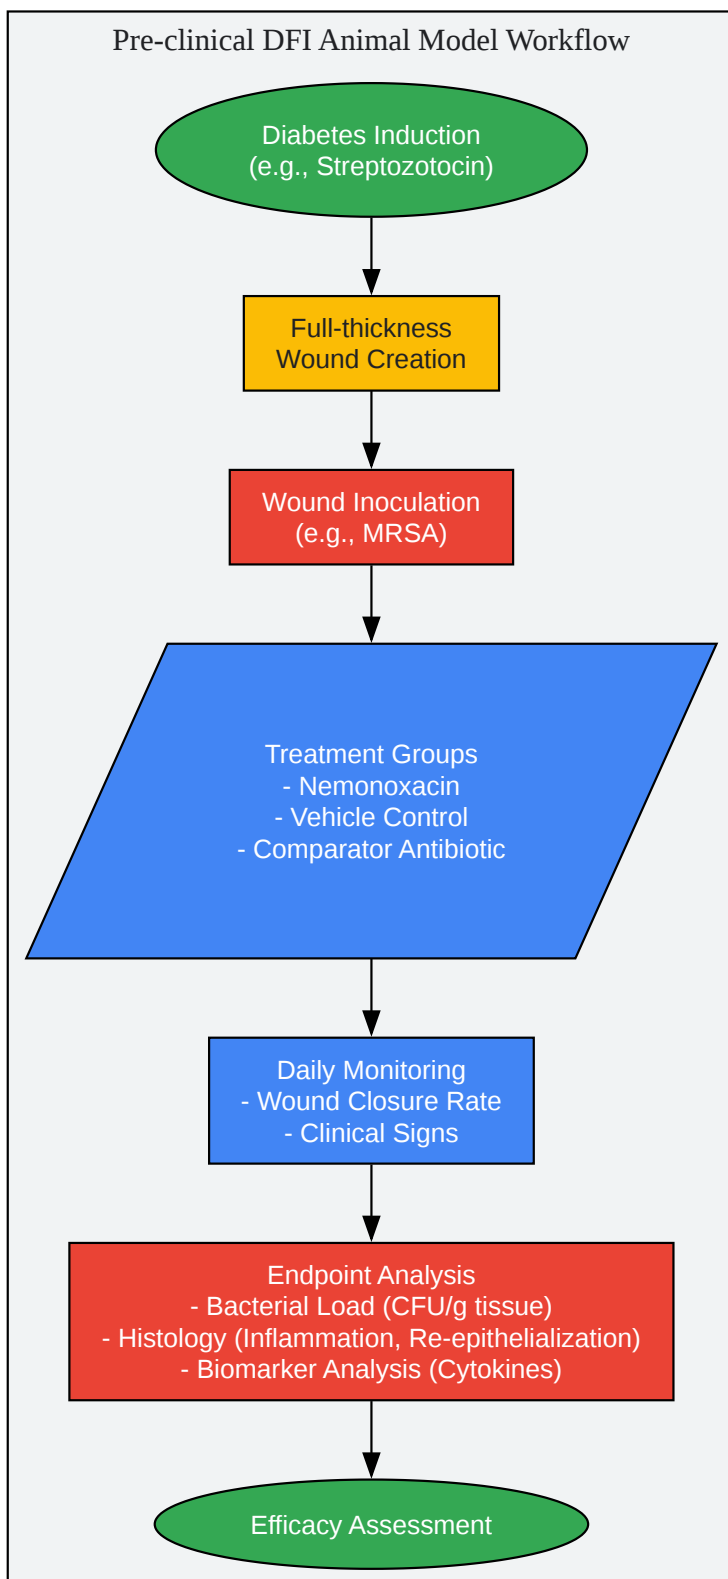 Pre-clinical DFI Animal Model Workflow
Diabetes Induction
(e.g., Streptozotocin)
Full-thickness
Wound Creation
Wound Inoculation
(e.g., MRSA)
Treatment Groups
- Nemonoxacin
- Vehicle Control
- Comparator Antibiotic
Daily Monitoring
- Wound Closure Rate
- Clinical Signs
Endpoint Analysis
- Bacterial Load (CFU/g tissue)
- Histology (Inflammation, Re-epithelialization)
- Biomarker Analysis (Cytokines)
Efficacy Assessment